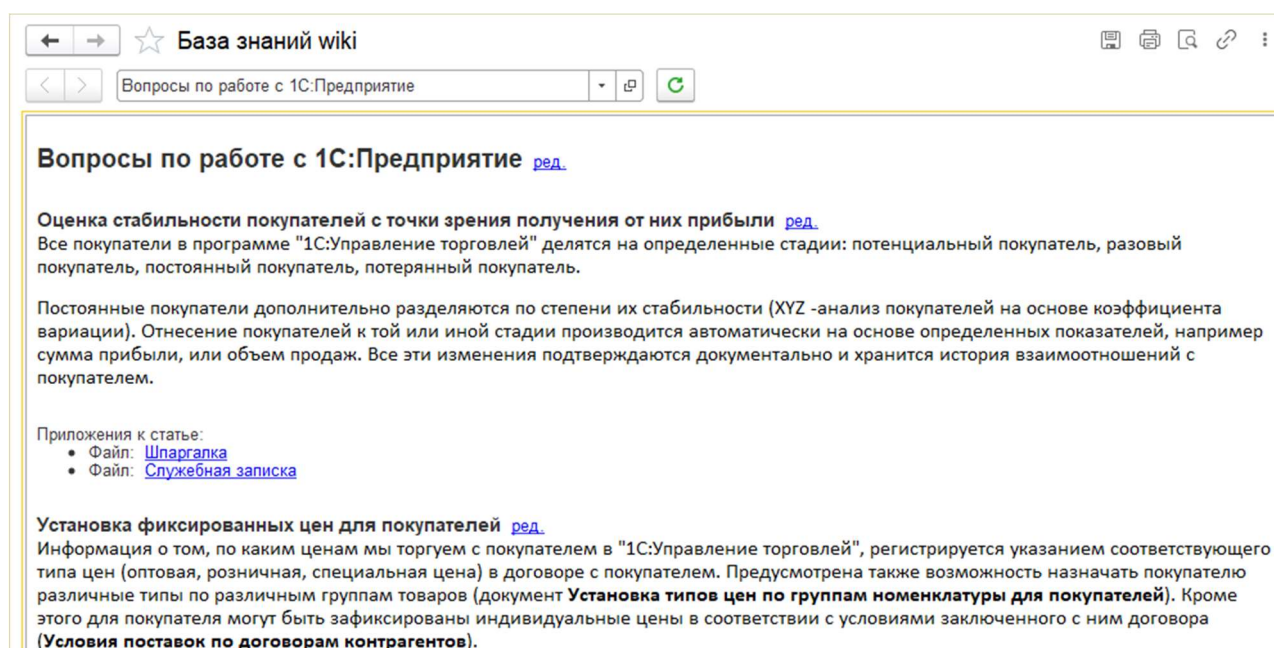 База знаний wiki
Вопросы по работе с 1С:Предприятие
Вопросы по работе с 1С:Предприятие ред.
Оценка стабильности покупателей с точки зрения получения от них прибыли ред.
Все покупатели в программе "1С:Управление торговлей" делятся на определенные стадии: потенциальный покупатель, разовый
покупатель, постоянный покупатель, потерянный покупатель.
Постоянные покупатели дополнительно разделяются по степени их стабильности (XYZ -анализ покупателей на основе коэффициента
вариации). Отнесение покупателей к той или иной стадии производится автоматически на основе определенных показателей, например
сумма прибыли, или объем продаж. Все эти изменения подтверждаются документально и хранится история взаимоотношений с
покупателем.
Приложения к статье:
• Файл: Шпаргалка
• Файл: Служебная записка
Установка фиксированных цен для покупателей ред.
Информация о том, по каким ценам мы торгуем с покупателем в "1С:Управление торговлей", регистрируется указанием соответствующего
типа цен (оптовая, розничная, специальная цена) в договоре с покупателем. Предусмотрена также возможность назначать покупателю
различные типы по различным группам товаров (документ Установка типов цен по группам номенклатуры для покупателей). Кроме
этого для покупателя могут быть зафиксированы индивидуальные цены в соответствии с условиями заключенного с ним договора
(Условия поставок по договорам контрагентов).